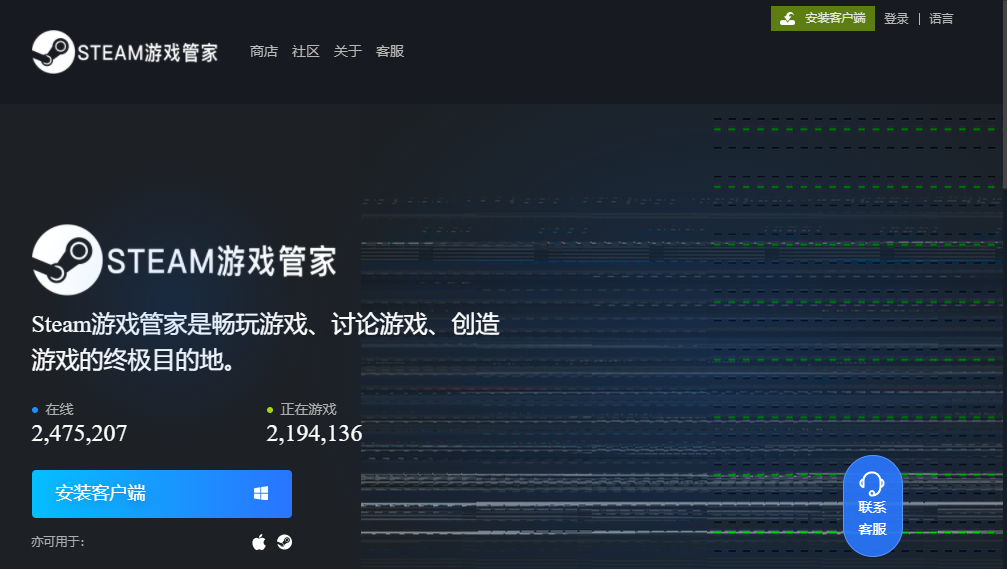 安装客户端 登录 | 语言
STEAM游戏管家 商店 社区 关于 客服
STEAM游戏管家
Steam游戏管家是畅玩游戏、讨论游戏、创造
游戏的终极目的地。
在线 正在游戏
2,475,207 2,194,136
安装客户端
亦可用于:
联系
客服